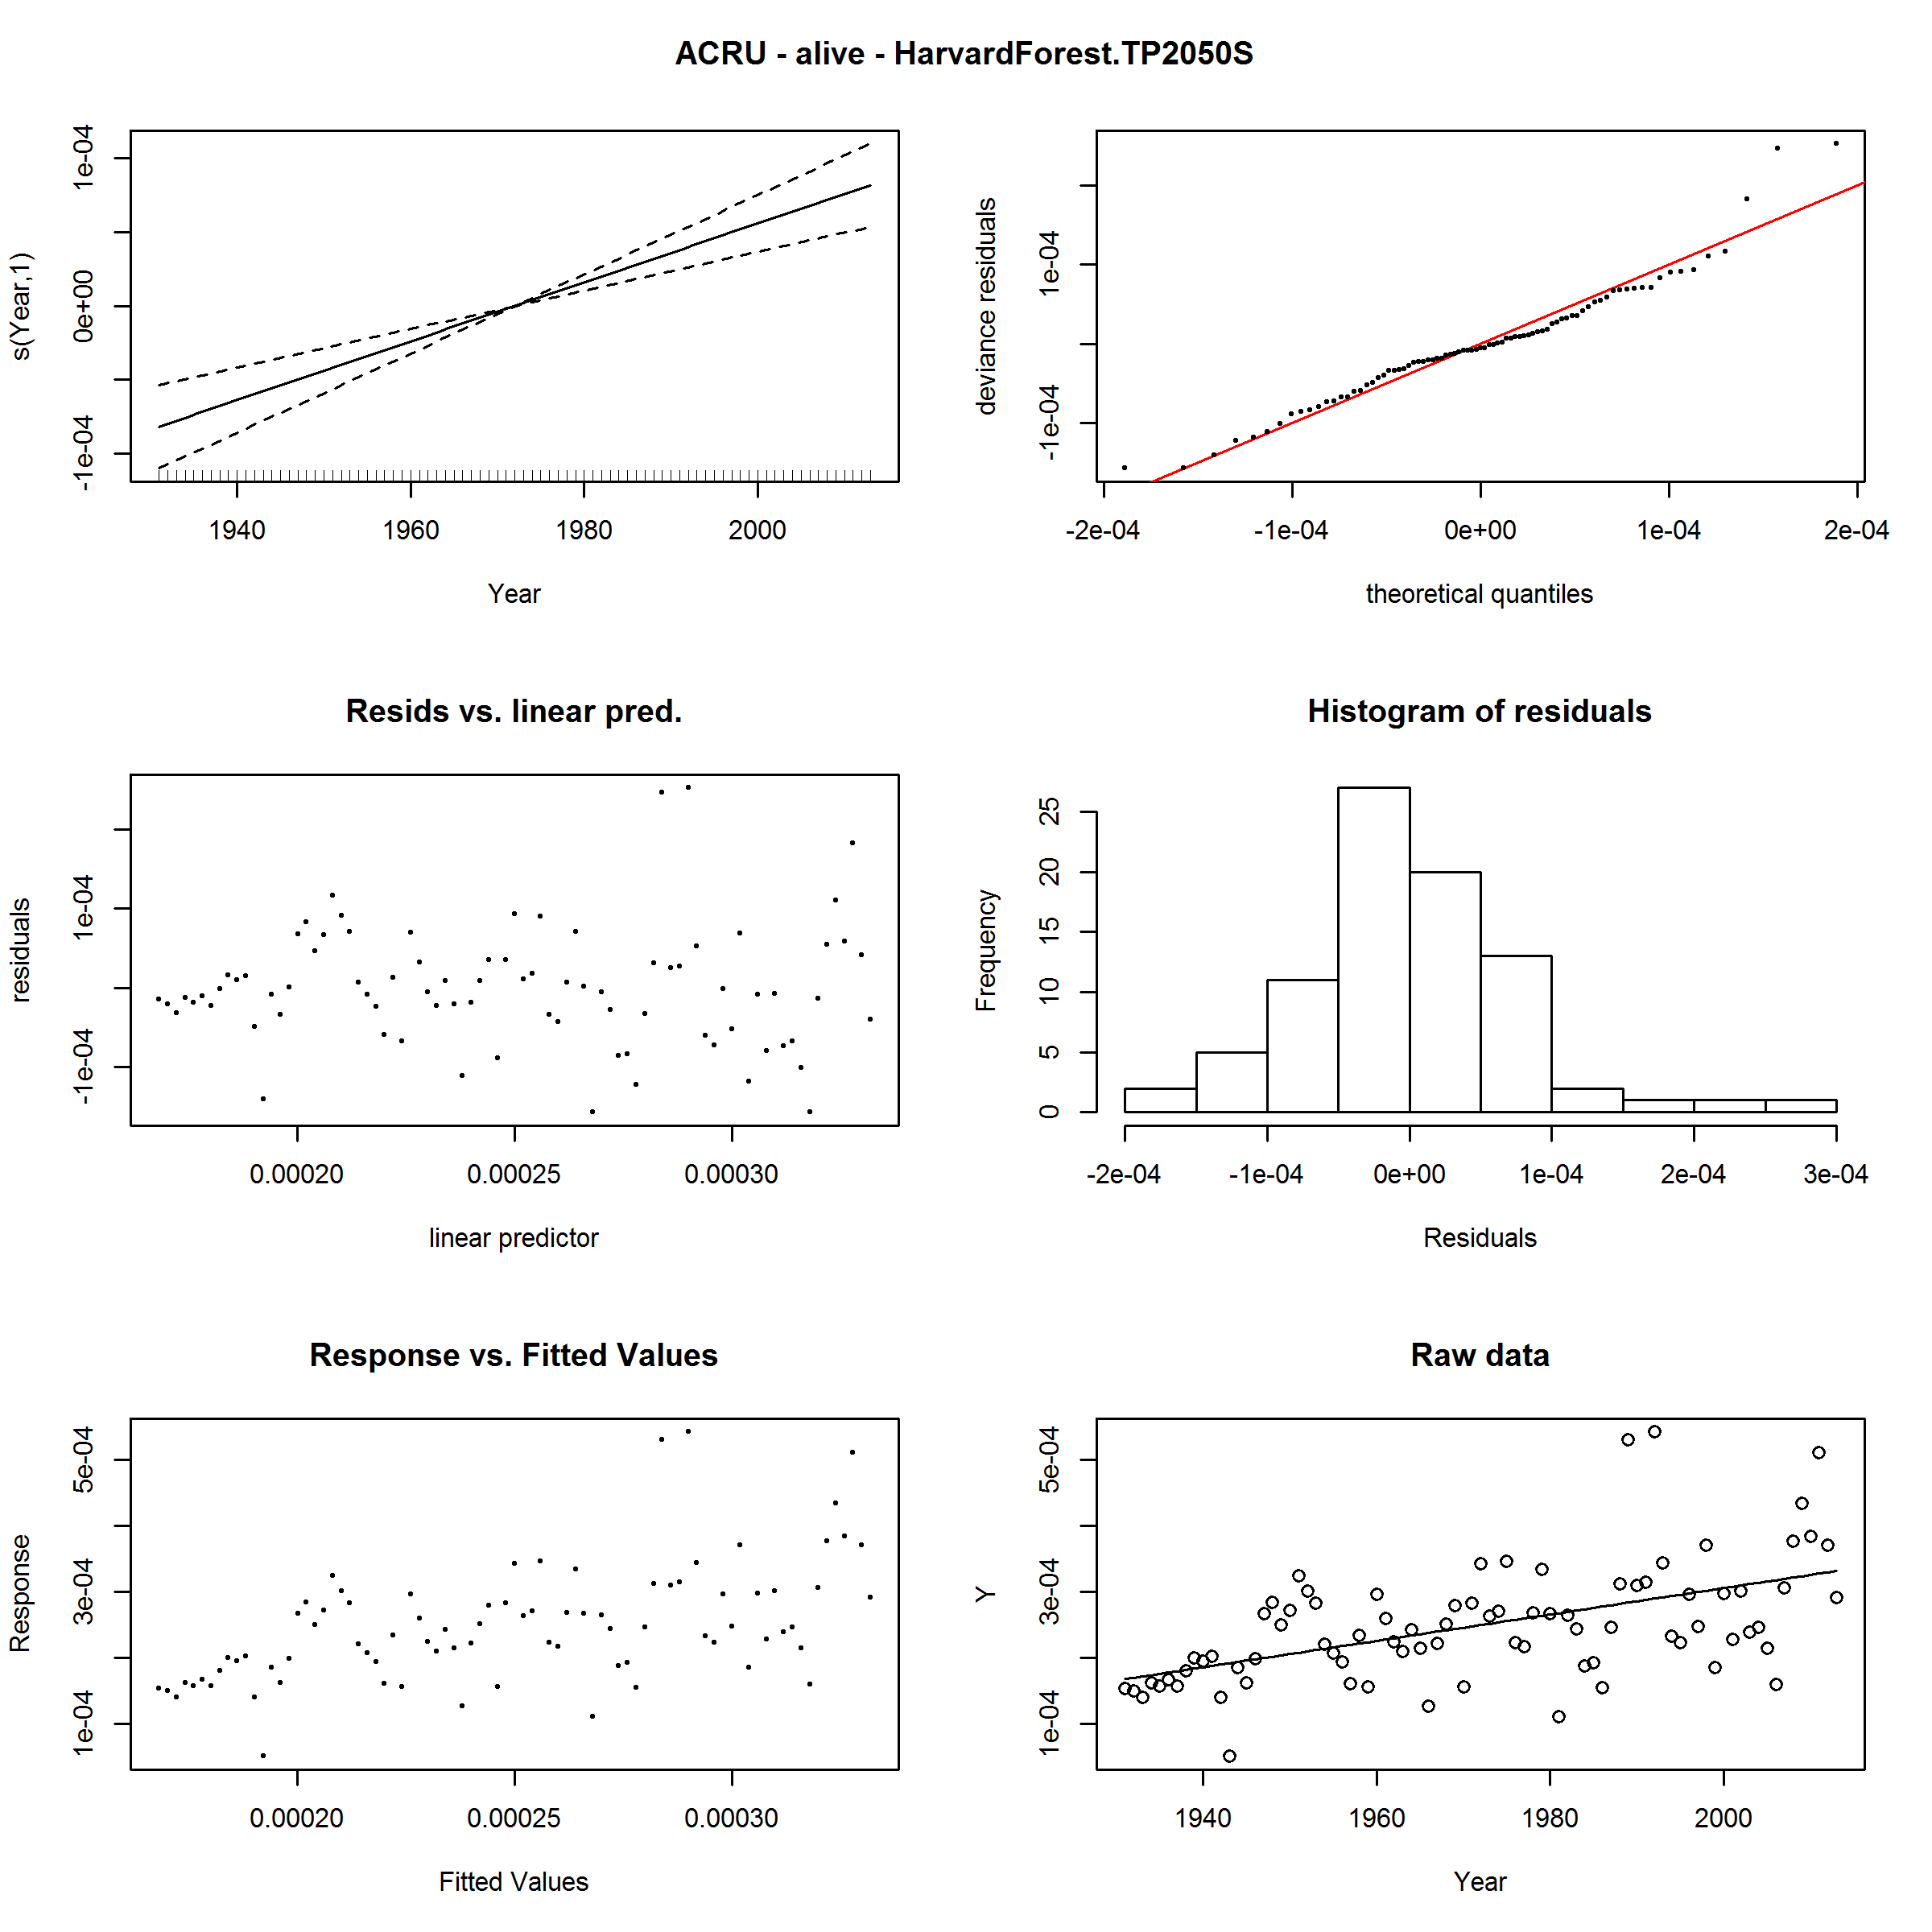 ACRU - alive - HarvardForest.TP2050S
s(Year,1)
-1e-04 0e+00 1e-04
1940 1960 1980 2000
Year
deviance residuals
-1e-04 1e-04
-2e-04 -1e-04 0e+00 1e-04 2e-04
theoretical quantiles
Resids vs. linear pred.
residuals
-1e-04 1e-04
0.00020 0.00025 0.00030
linear predictor
Histogram of residuals
Frequency
0 5 10 15 20 25
-2e-04 -1e-04 0e+00 1e-04 2e-04 3e-04
Residuals
Response vs. Fitted Values
Response
1e-04 3e-04 5e-04
0.00020 0.00025 0.00030
Fitted Values
Raw data
Y
1e-04 3e-04 5e-04
1940 1960 1980 2000
Year